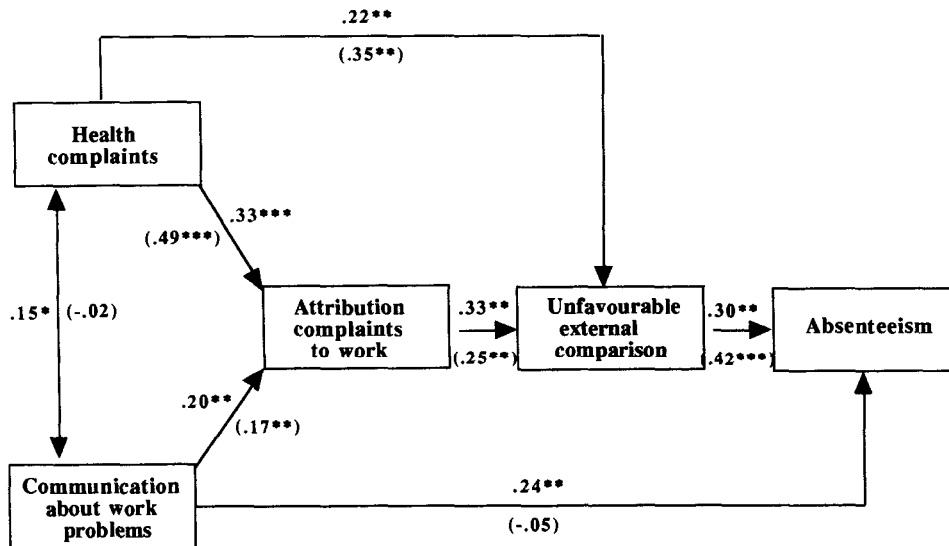 .22**
(.35**)
Health
complaints
.33***
(.49***)
.15*
(-.02)
Attribution
complaints
to work
.33**
(.25**)
Unfavourable
external
comparison
.30**
(.42***)
Absenteeism
.20**
(.17**)
Communication
about work
problems
.24**
(-.05)